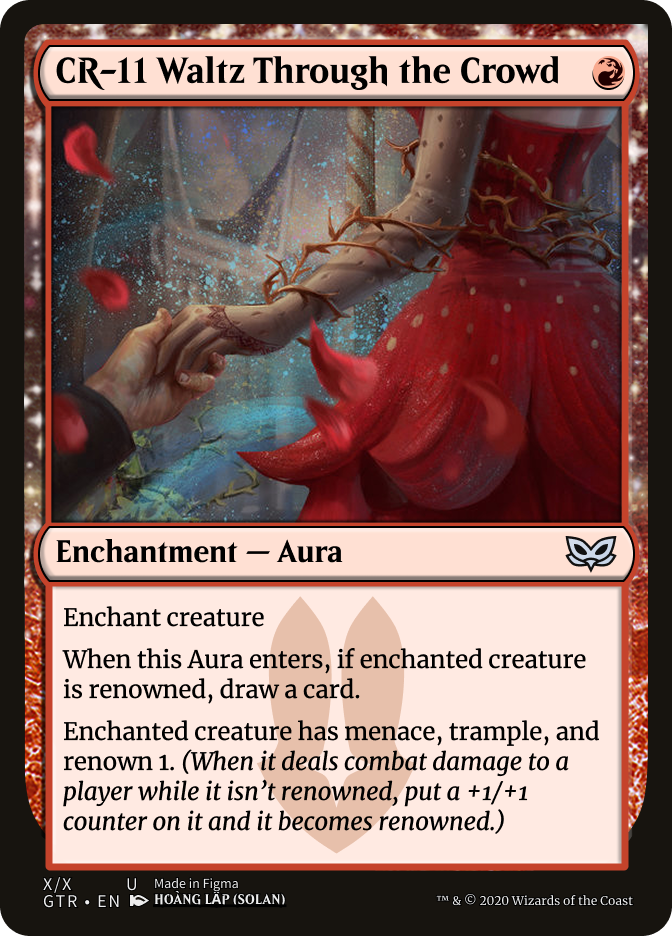 CR-11 Waltz Through the Crowd
Enchantment — Aura
Enchant creature
When this Aura enters, if enchanted creature
is renowned, draw a card.
Enchanted creature has menace, trample, and
renown 1. (When it deals combat damage to a
player while it isn't renowned, put a +1/+1
counter on it and it becomes renowned.)
X/X U Made in Figma
GTR • EN HOÀNG LẬP (SOLAN)
™ & © 2020 Wizards of the Coast